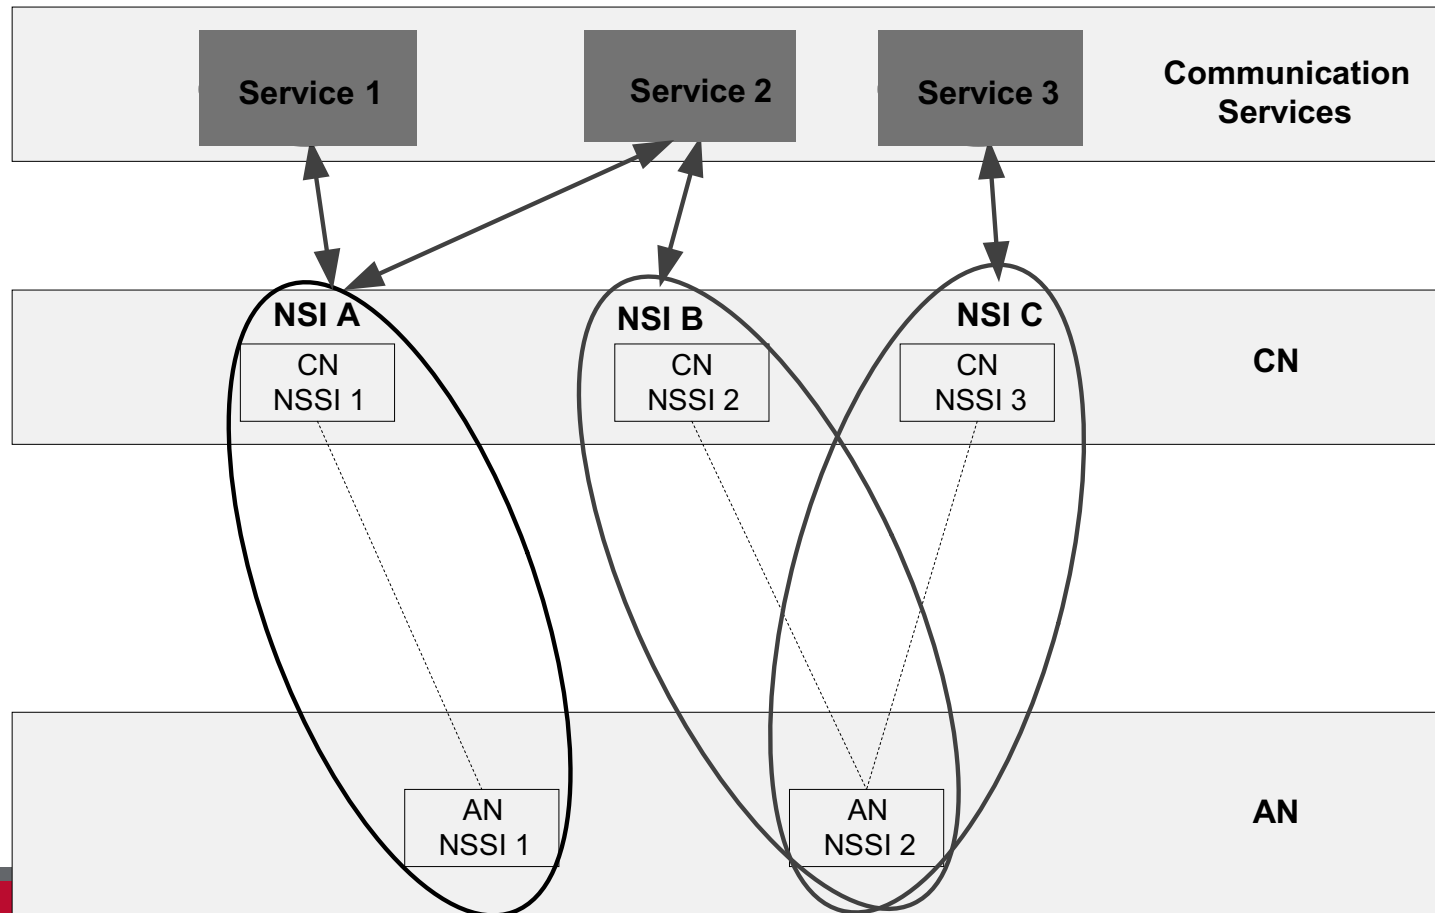 Service 1
Service 2
Service 3
Communication
Services
NSI A
NSI B
NSI C
CN
NSSI 1
CN
NSSI 2
CN
NSSI 3
CN
AN
NSSI 1
AN
NSSI 2
AN